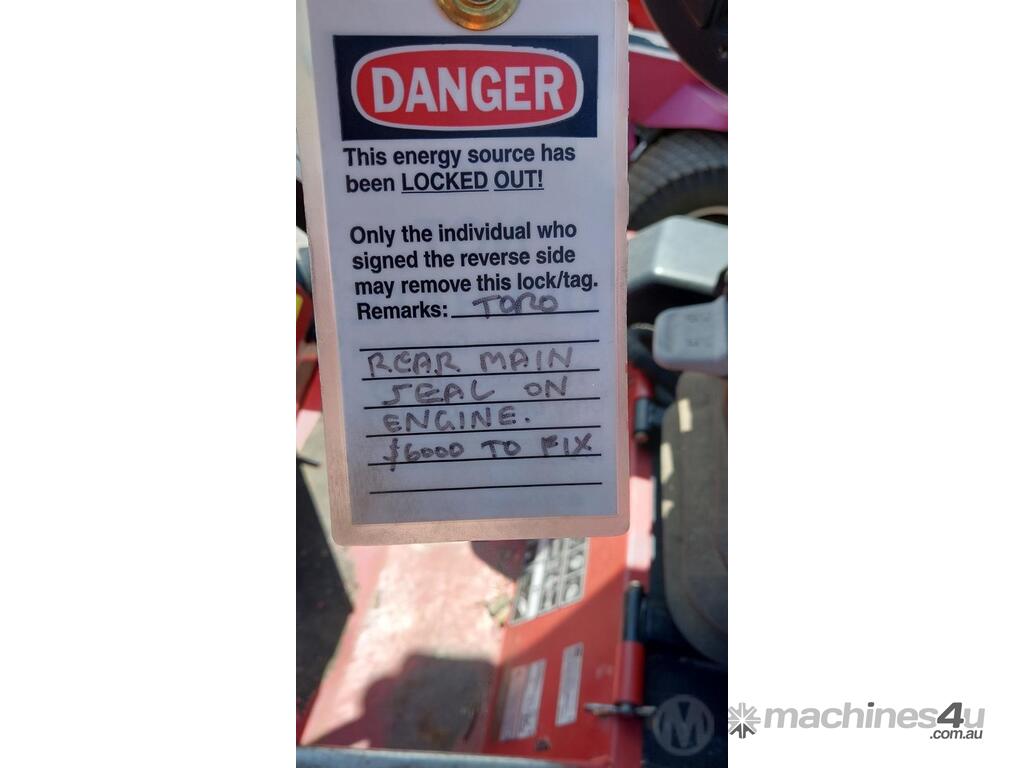 DANGER
This energy source has
been LOCKED OUT!
Only the individual who
signed the reverse side
may remove this lock/tag.
Remarks: TORO
REAR MAIN
SEAL ON
ENGINE.
$6000 TO FIX
M
machines4u
.com.au